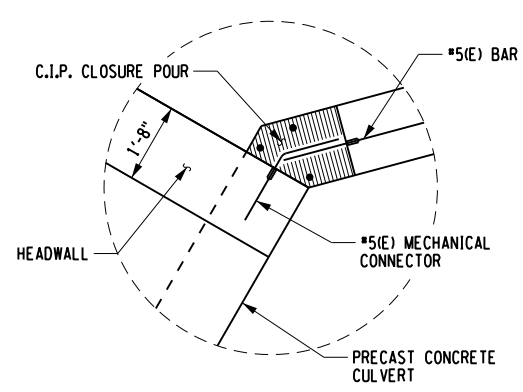 #5(E) BAR
C.I.P. CLOSURE POUR
1'-8"
HEADWALL
#5(E) MECHANICAL
CONNECTOR
PRECAST CONCRETE
CULVERT